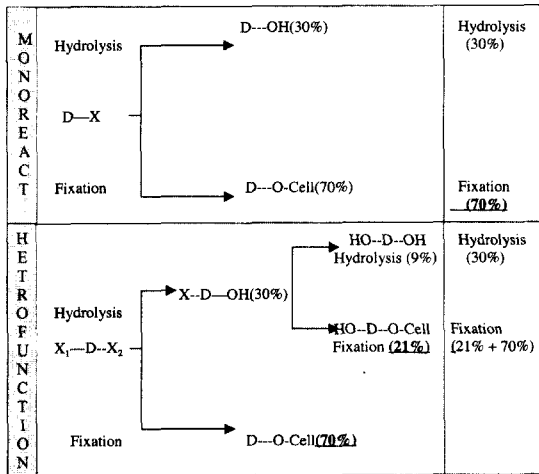 MONOREACT
D---OH(30%)
Hydrolysis
D—X
Fixation
D---O-Cell(70%)
Hydrolysis
(30%)
Fixation
(70%)
HETROFUNCTION
HO--D--OH
Hydrolysis (9%)
X--D—OH(30%)
Hydrolysis
HO--D--O-Cell
Fixation (21%)
X₁—D--X₂
Fixation
D---O-Cell(70%)
Hydrolysis
(30%)
Fixation
(21% + 70%)